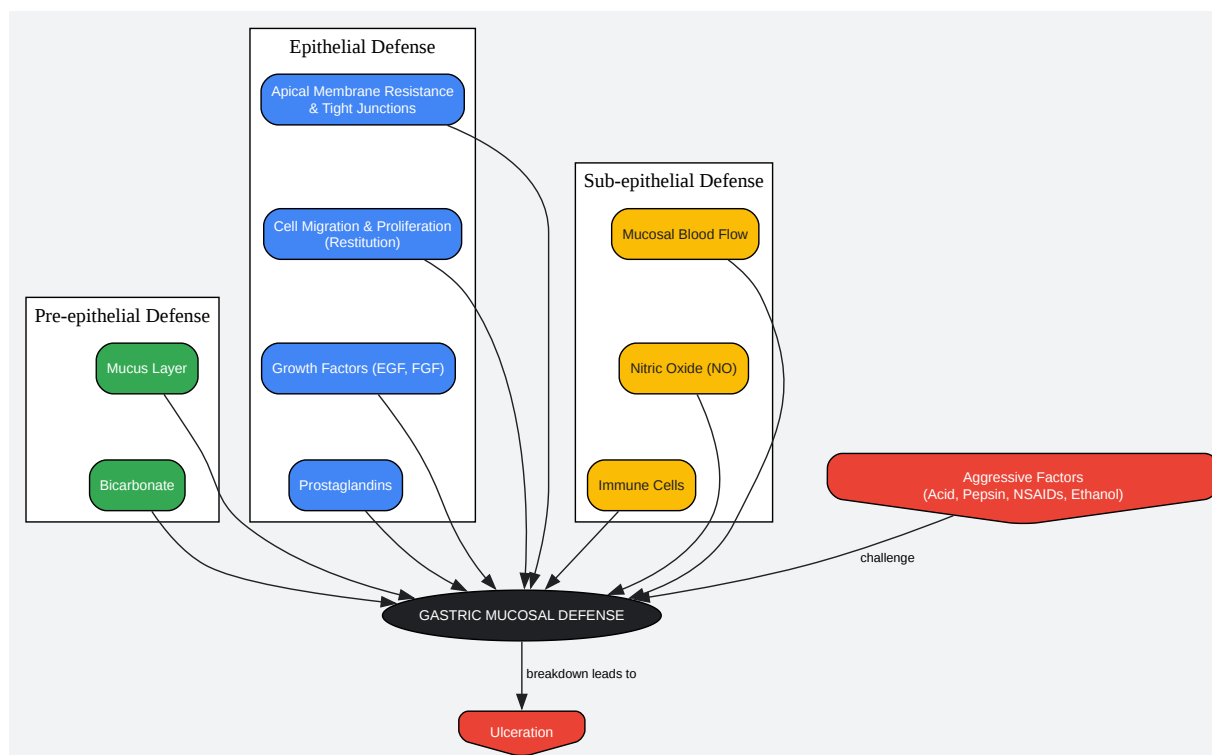 Epithelial Defense
Apical Membrane Resistance
& Tight Junctions
Cell Migration & Proliferation
(Restitution)
Growth Factors (EGF, FGF)
Prostaglandins
Sub-epithelial Defense
Mucosal Blood Flow
Nitric Oxide (NO)
Immune Cells
Pre-epithelial Defense
Mucus Layer
Bicarbonate
Aggressive Factors
(Acid, Pepsin, NSAIDs, Ethanol)
challenge
GASTRIC MUCOSAL DEFENSE
breakdown leads to
Ulceration